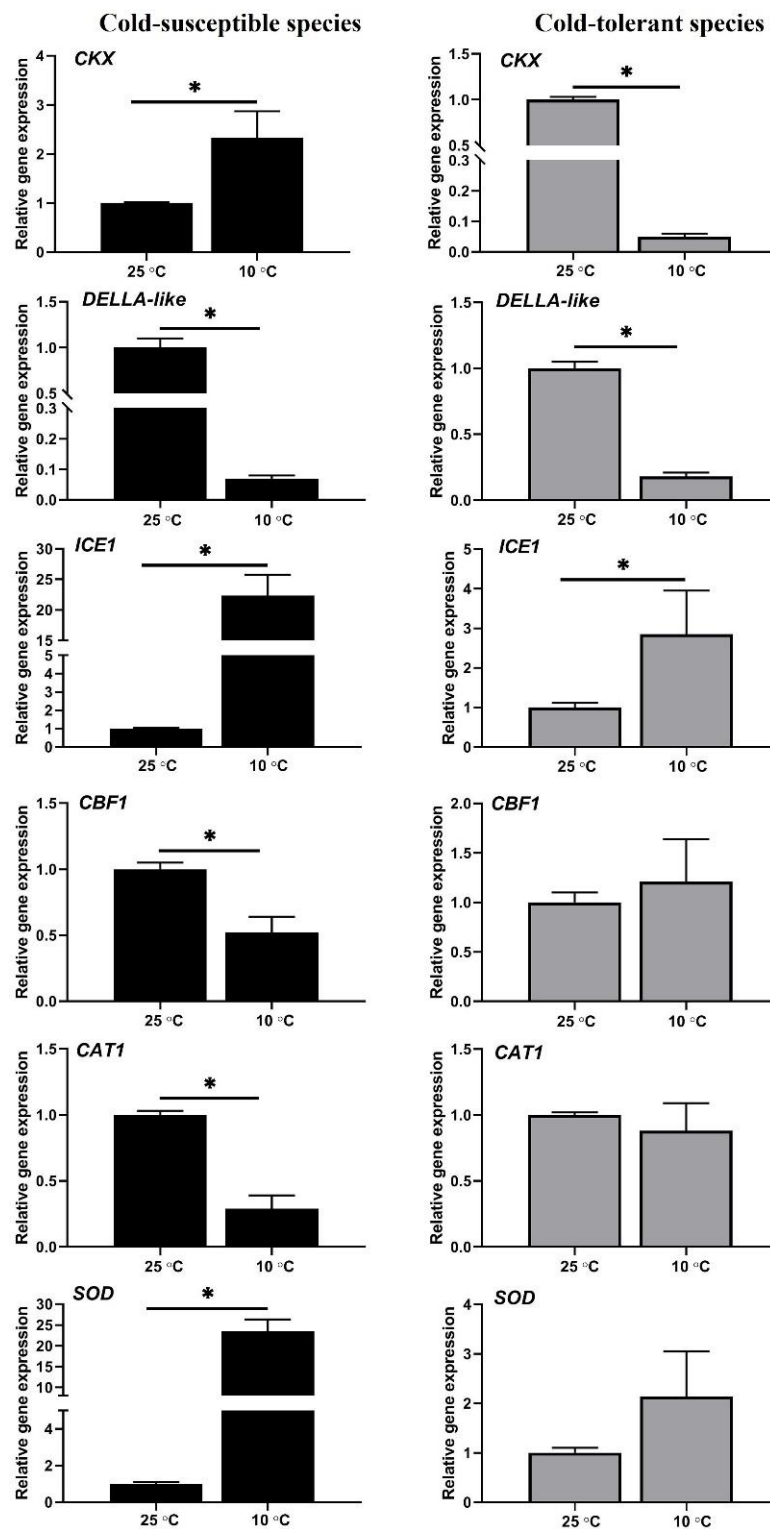 Cold-susceptible species
Cold-tolerant species
CKX
Relative gene expression
4
3
2
1
0
*
25 °C
10 °C
CKX
Relative gene expression
1.5
1.0
0.5
0.3
0.2
0.1
0.0
*
25 °C
10 °C
DELLA-like
Relative gene expression
1.5
1.0
0.5
0.3
0.2
0.1
0.0
*
25 °C
10 °C
DELLA-like
Relative gene expression
1.5
1.0
0.5
0.0
*
25 °C
10 °C
ICE1
Relative gene expression
30
25
20
15
5
4
3
2
1
0
*
25 °C
10 °C
ICE1
Relative gene expression
5
4
3
2
1
0
*
25 °C
10 °C
CBF1
Relative gene expression
1.5
1.0
0.5
0.0
*
25 °C
10 °C
CBF1
Relative gene expression
2.0
1.5
1.0
0.5
0.0
25 °C
10 °C
CAT1
Relative gene expression
1.5
1.0
0.5
0.0
*
25 °C
10 °C
CAT1
Relative gene expression
1.5
1.0
0.5
0.0
25 °C
10 °C
SOD
Relative gene expression
30
25
20
15
10
4
2
0
*
25 °C
10 °C
SOD
Relative gene expression
4
3
2
1
0
25 °C
10 °C